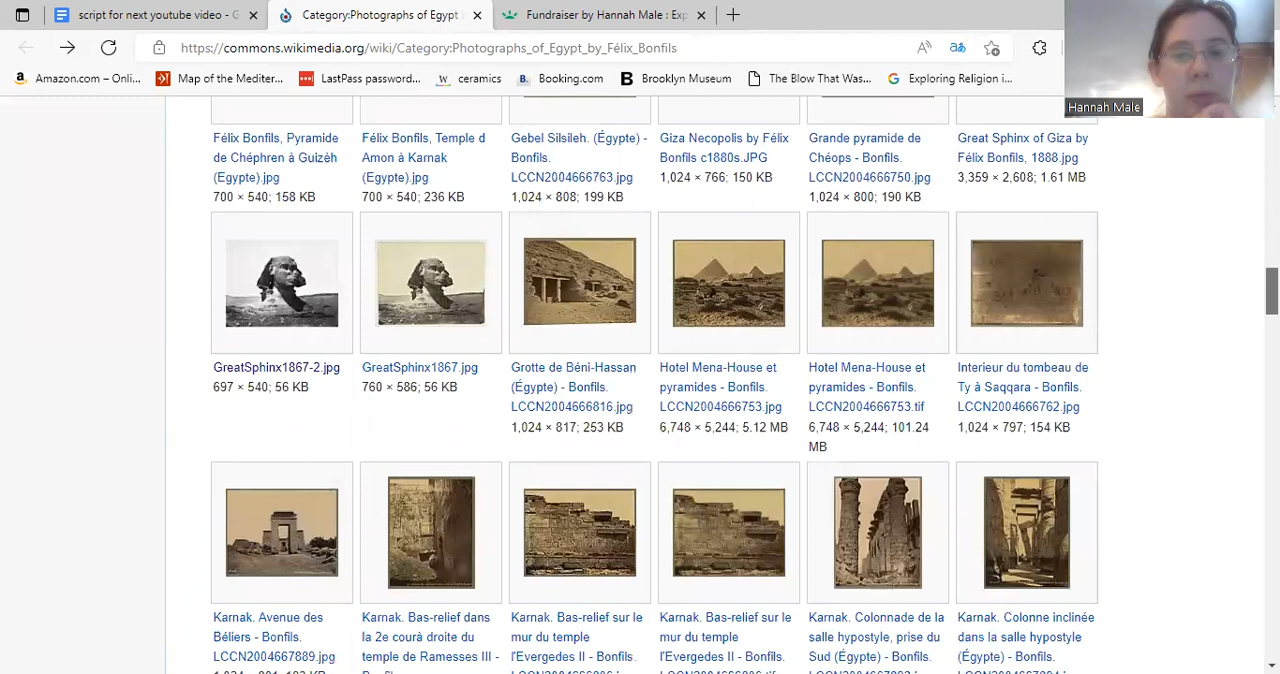 script for next youtube video - G
Category:Photographs of Egypt
Fundraiser by Hannah Male : Exp
https://commons.wikimedia.org/wiki/Category:Photographs_of_Egypt_by_Félix_Bonfils
Amazon.com – Onli...
Map of the Mediter...
LastPass password...
ceramics
Booking.com
Brooklyn Museum
The Blow That Was...
Exploring Religion i...
Hannah Male
Félix Bonfils, Pyramide
de Chéphren à Guizèh
(Egypte).jpg
700 × 540; 158 KB
Félix Bonfils, Temple d
Amon à Karnak
(Egypte).jpg
700 × 540; 236 KB
Gebel Silsileh. (Égypte) -
Bonfils.
LCCN2004666763.jpg
1,024 × 808; 199 KB
Giza Necopolis by Félix
Bonfils c1880s.JPG
1,024 × 766; 150 KB
Grande pyramide de
Chéops - Bonfils.
LCCN2004666750.jpg
1,024 × 800; 190 KB
Great Sphinx of Giza by
Félix Bonfils, 1888.jpg
3,359 × 2,608; 1.61 MB
GreatSphinx1867-2.jpg
697 × 540; 56 KB
GreatSphinx1867.jpg
760 × 586; 56 KB
Grotte de Béni-Hassan
(Égypte) - Bonfils.
LCCN2004666816.jpg
1,024 × 817; 253 KB
Hotel Mena-House et
pyramides - Bonfils.
LCCN2004666753.jpg
6,748 × 5,244; 5.12 MB
Hotel Mena-House et
pyramides - Bonfils.
LCCN2004666753.tif
6,748 × 5,244; 101.24
MB
Interieur du tombeau de
Ty à Saqqara - Bonfils.
LCCN2004666762.jpg
1,024 × 797; 154 KB
Karnak. Avenue des
Béliers - Bonfils.
LCCN2004667889.jpg
Karnak. Bas-relief dans
la 2e courà droite du
temple de Ramesses III -
Karnak. Bas-relief sur le
mur du temple
l'Evergedes II - Bonfils.
Karnak. Bas-relief sur le
mur du temple
l'Evergedes II - Bonfils.
Karnak. Colonnade de la
salle hypostyle, prise du
Sud (Égypte) - Bonfils.
Karnak. Colonne inclinée
dans la salle hypostyle
(Égypte) - Bonfils.